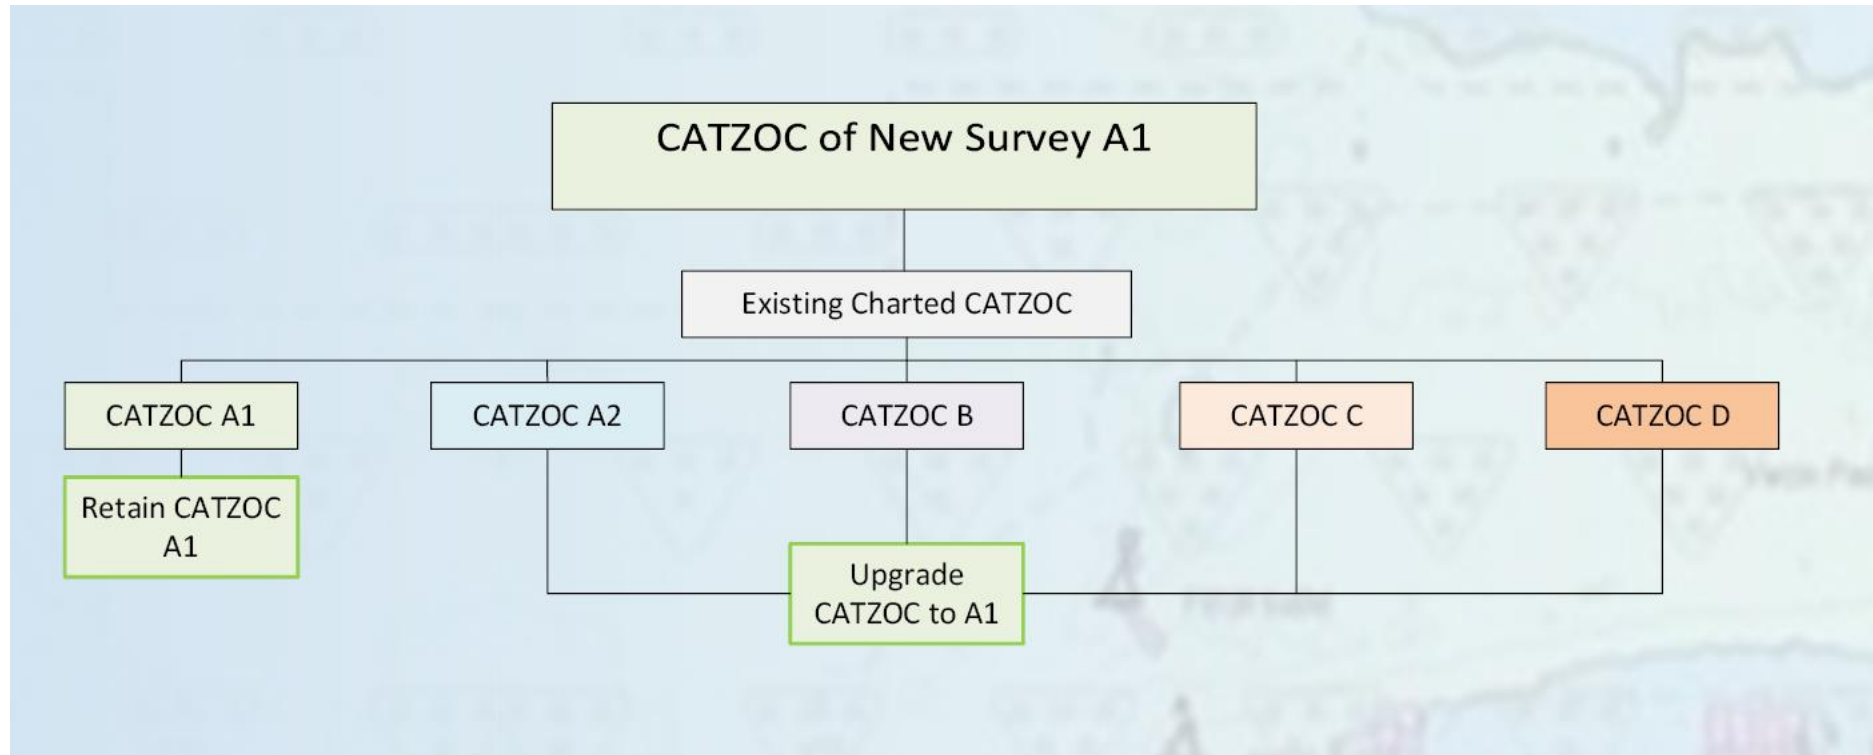 CATZOC of New Survey A1
Existing Charted CATZOC
CATZOC A1
CATZOC A2
CATZOC B
CATZOC C
CATZOC D
Retain CATZOC
A1
Upgrade
CATZOC to A1